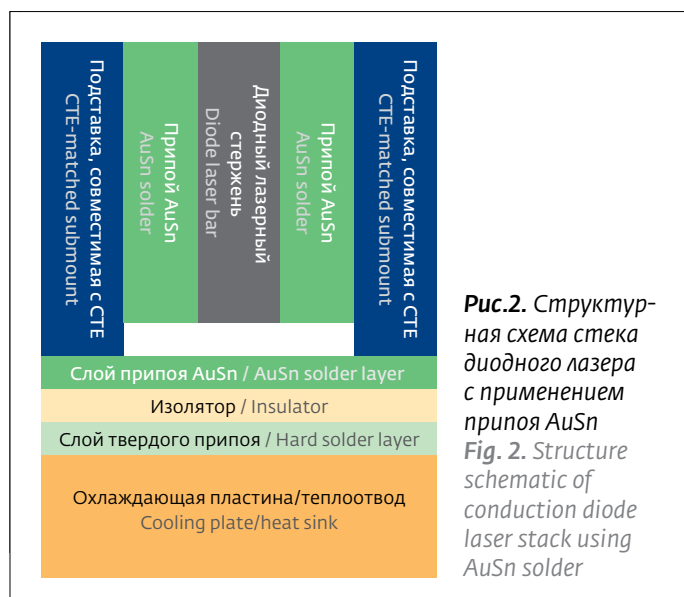 Подставка, совместимая с CTE
CTE-matched submount
Припой AuSn
AuSn solder
Диодный лазерный
стержень
Diode laser bar
Припой AuSn
AuSn solder
Подставка, совместимая с CTE
CTE-matched submount
Слой припоя AuSn / AuSn solder layer
Изолятор / Insulator
Слой твердого припоя / Hard solder layer
Охлаждающая пластина/теплоотвод
Cooling plate/heat sink
Рис.2. Структур-
ная схема стека
диодного лазера
с применением
припоя AuSn
Fig. 2. Structure
schematic of
conduction diode
laser stack using
AuSn solder